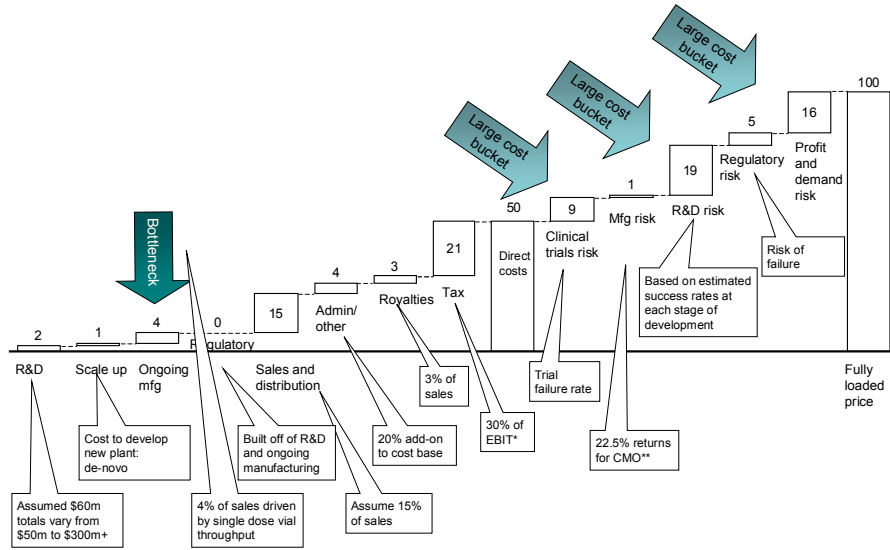 Large cost
bucket
Large cost
bucket
Large cost
bucket
Bottleneck
2
R&D
1
Scale up
4
Ongoing
mfg
0
Regulatory
15
Sales and
distribution
4
Admin/
other
3
Royalties
21
Tax
50
Direct
costs
9
Clinical
trials risk
1
Mfg risk
19
R&D risk
5
Regulatory
risk
16
Profit and
demand
risk
100
Fully
loaded
price
Assumed $60m
totals vary from
$50m to $300m+
Cost to develop
new plant:
de-novo
4% of sales driven
by single dose vial
throughput
Built off of R&D
and ongoing
manufacturing
Assume 15%
of sales
20% add-on
to cost base
3% of
sales
30% of
EBIT*
Trial
failure rate
22.5% returns
for CMO**
Based on estimated
success rates at
each stage of
development
Risk of
failure